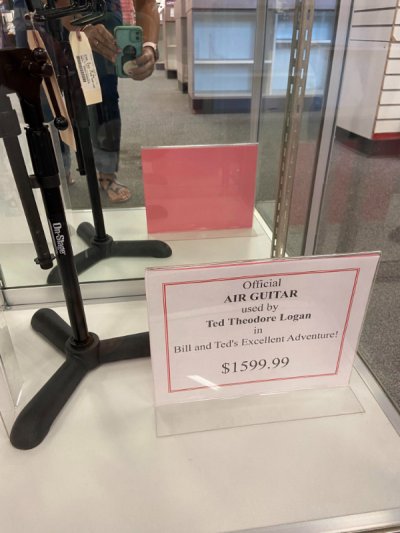 On-Stage
Official
AIR GUITAR
used by
Ted Theodore Logan
in
Bill and Ted's Excellent Adventure!
$1599.99